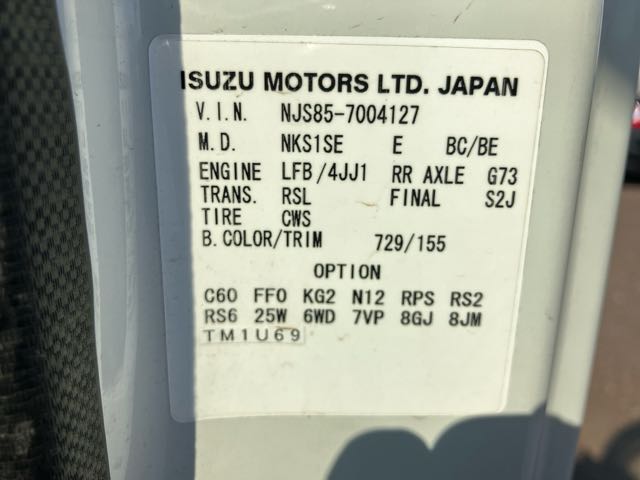 ISUZU MOTORS LTD. JAPAN
V.I.N. NJS85-7004127
M.D. NKS1SE E BC/BE
ENGINE LFB/4JJ1 RR AXLE G73
TRANS. RSL FINAL S2J
TIRE CWS
B.COLOR/TRIM 729/155
OPTION
C60 FF0 KG2 N12 RPS RS2
RS6 25W 6WD 7VP 8GJ 8JM
TM1U69